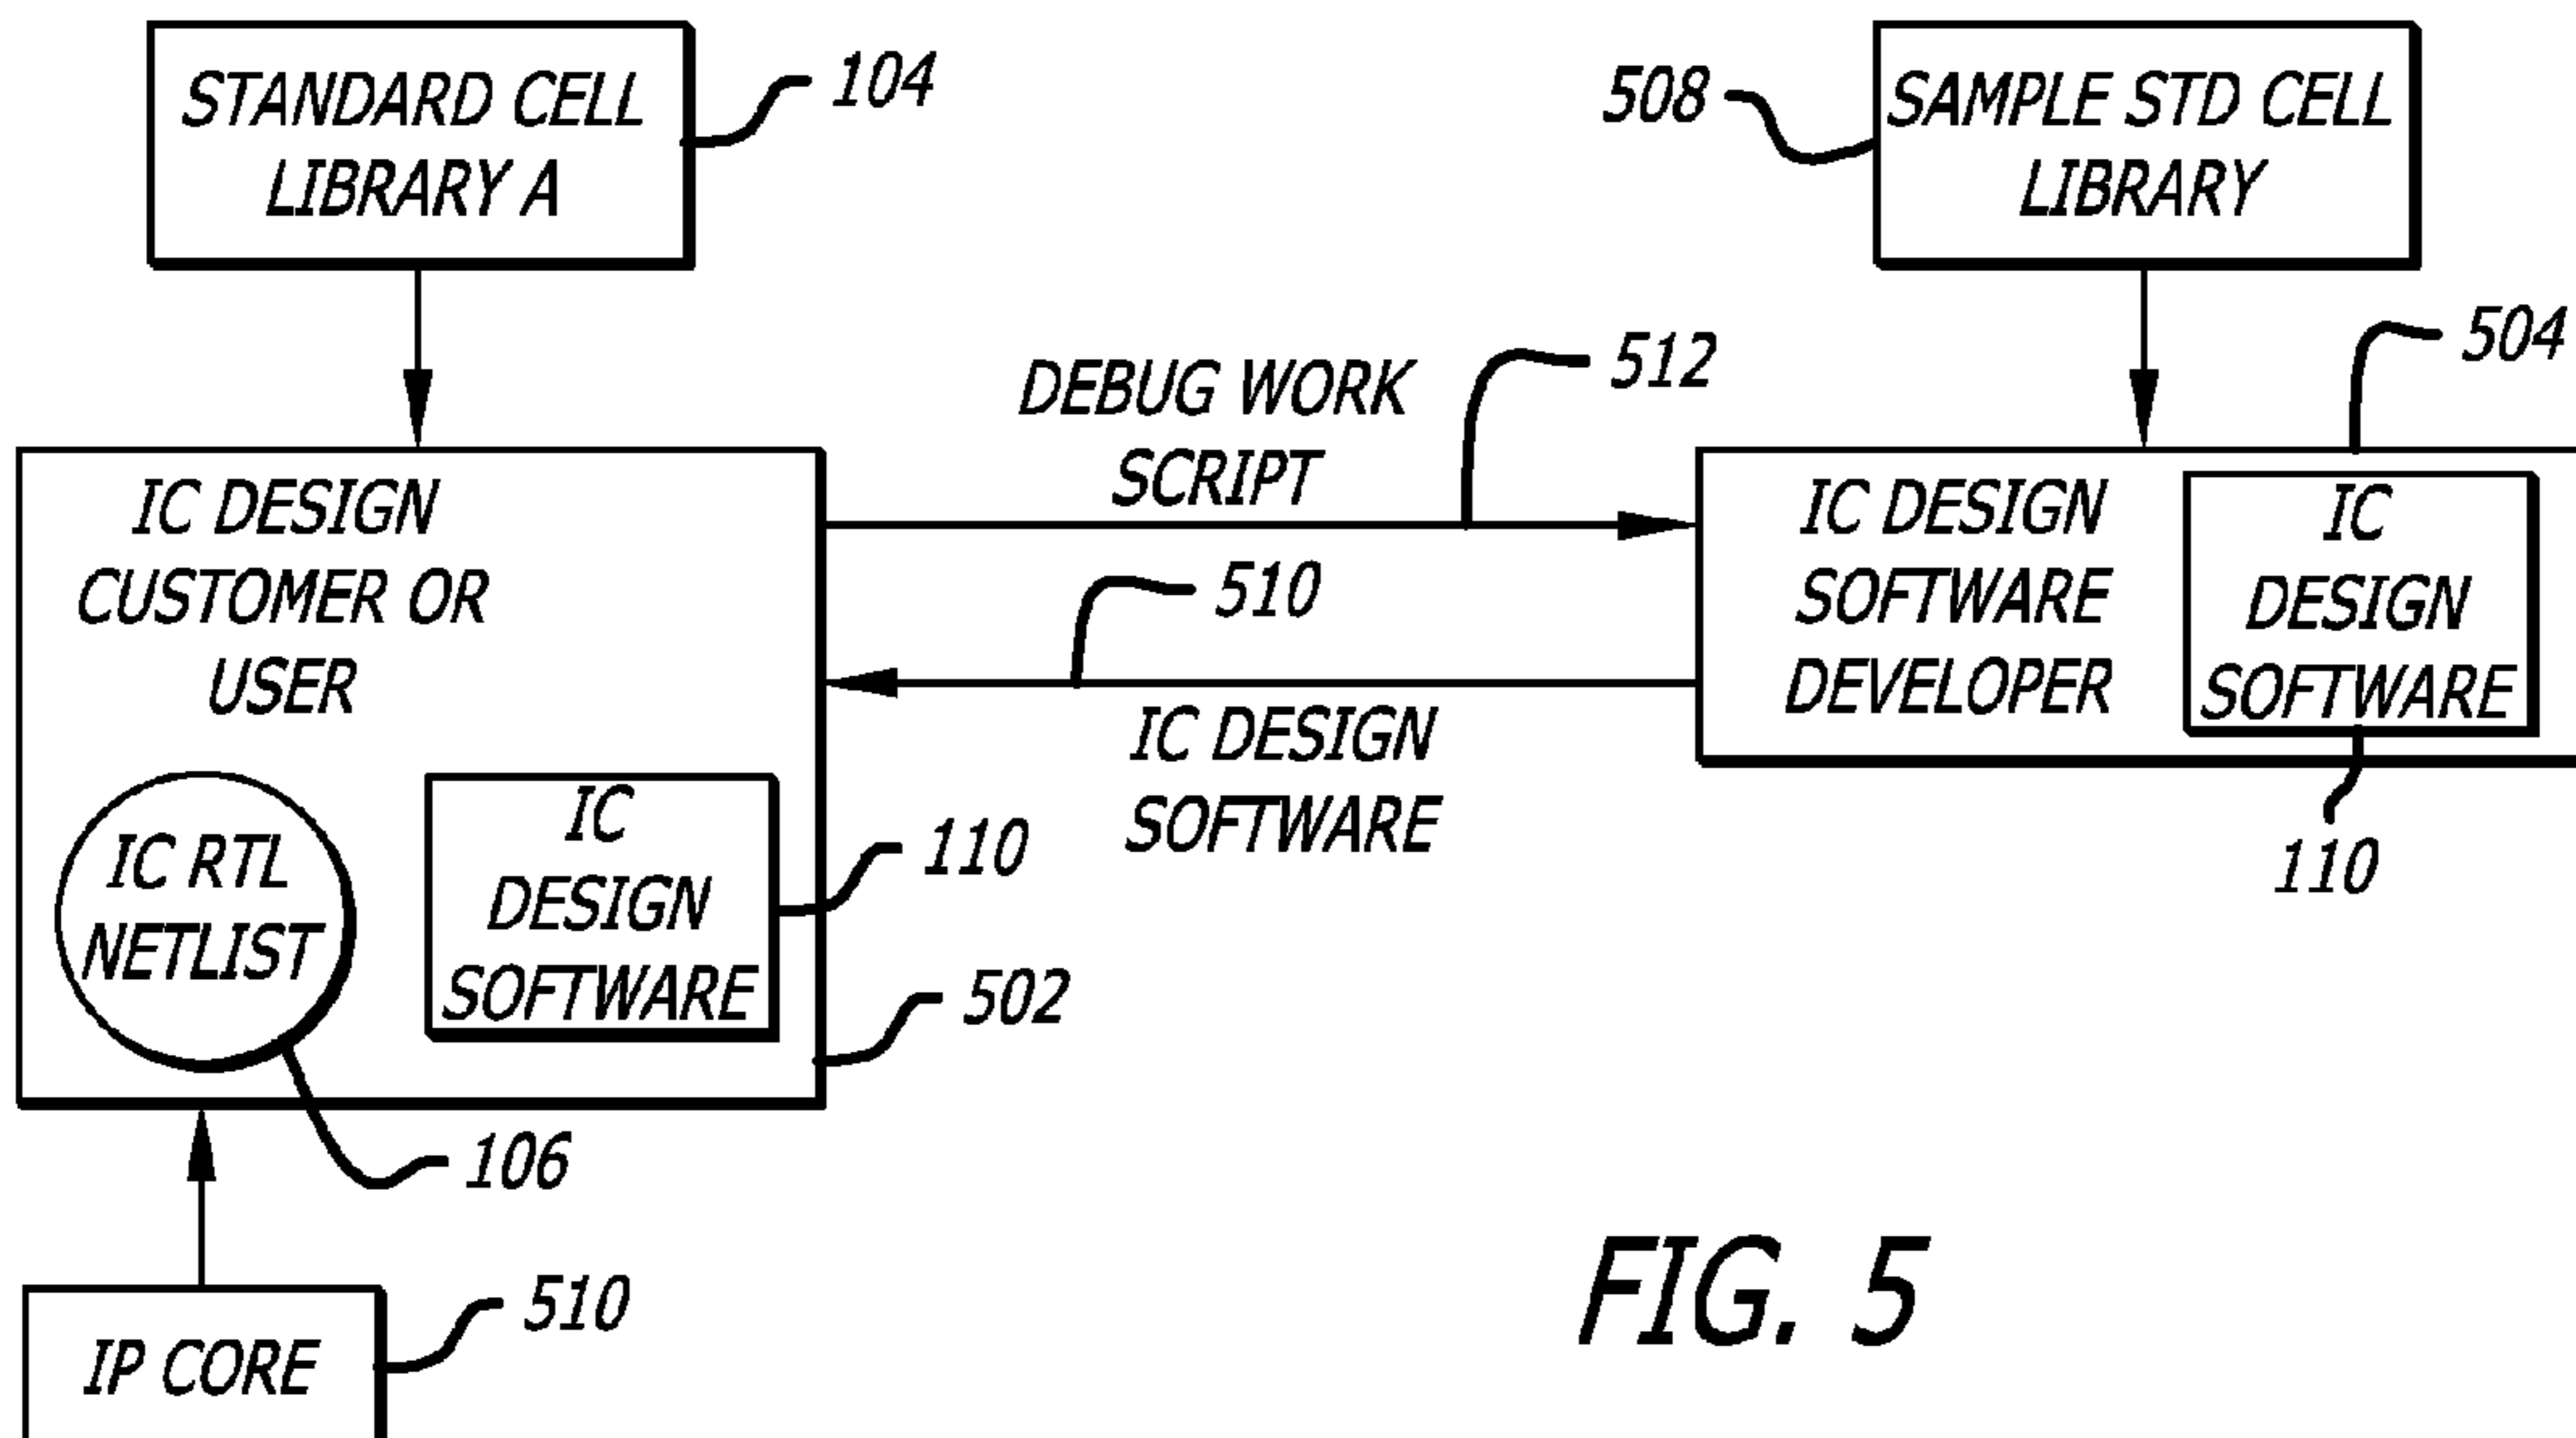 STANDARD CELL
LIBRARY A
104
508
SAMPLE STD CELL
LIBRARY
504
DEBUG WORK
SCRIPT
512
IC DESIGN
CUSTOMER OR
USER
510
IC DESIGN
SOFTWARE
IC DESIGN
SOFTWARE
DEVELOPER
IC
DESIGN
SOFTWARE
110
IC RTL
NETLIST
IC
DESIGN
SOFTWARE
110
502
106
IP CORE
510
FIG. 5